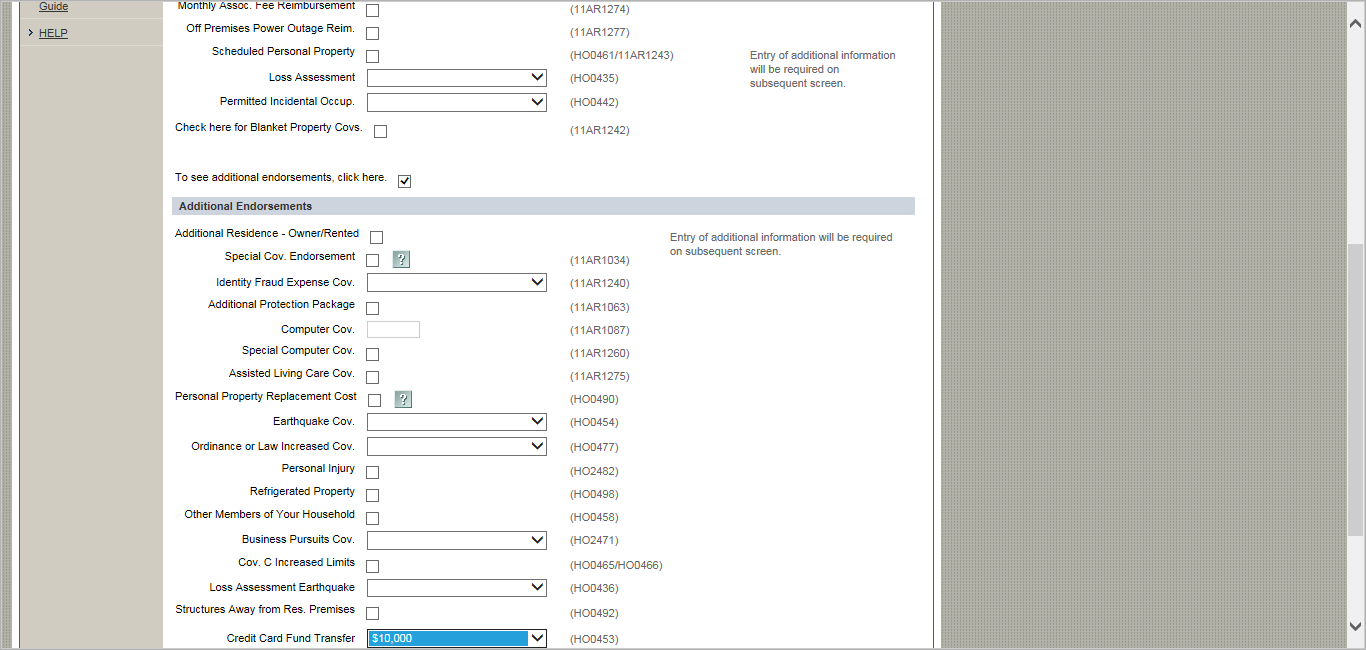 Guide
HELP
Monthly Assoc. Fee Reimbursement (11AR1274)
Off Premises Power Outage Reim. (11AR1277)
Scheduled Personal Property (HO0461/11AR1243)
Entry of additional information
will be required on
subsequent screen.
Loss Assessment (HO0435)
Permitted Incidental Occup. (HO0442)
Check here for Blanket Property Covs. (11AR1242)
To see additional endorsements, click here.
Additional Endorsements
Additional Residence - Owner/Rented
Entry of additional information will be required
on subsequent screen.
Special Cov. Endorsement ? (11AR1034)
Identity Fraud Expense Cov. (11AR1240)
Additional Protection Package (11AR1063)
Computer Cov. (11AR1087)
Special Computer Cov. (11AR1260)
Assisted Living Care Cov. (11AR1275)
Personal Property Replacement Cost ? (HO0490)
Earthquake Cov. (HO0454)
Ordinance or Law Increased Cov. (HO0477)
Personal Injury (HO2482)
Refrigerated Property (HO0498)
Other Members of Your Household (HO0458)
Business Pursuits Cov. (HO2471)
Cov. C Increased Limits (HO0465/HO0466)
Loss Assessment Earthquake (HO0436)
Structures Away from Res. Premises (HO0492)
Credit Card Fund Transfer $10,000 (HO0453)